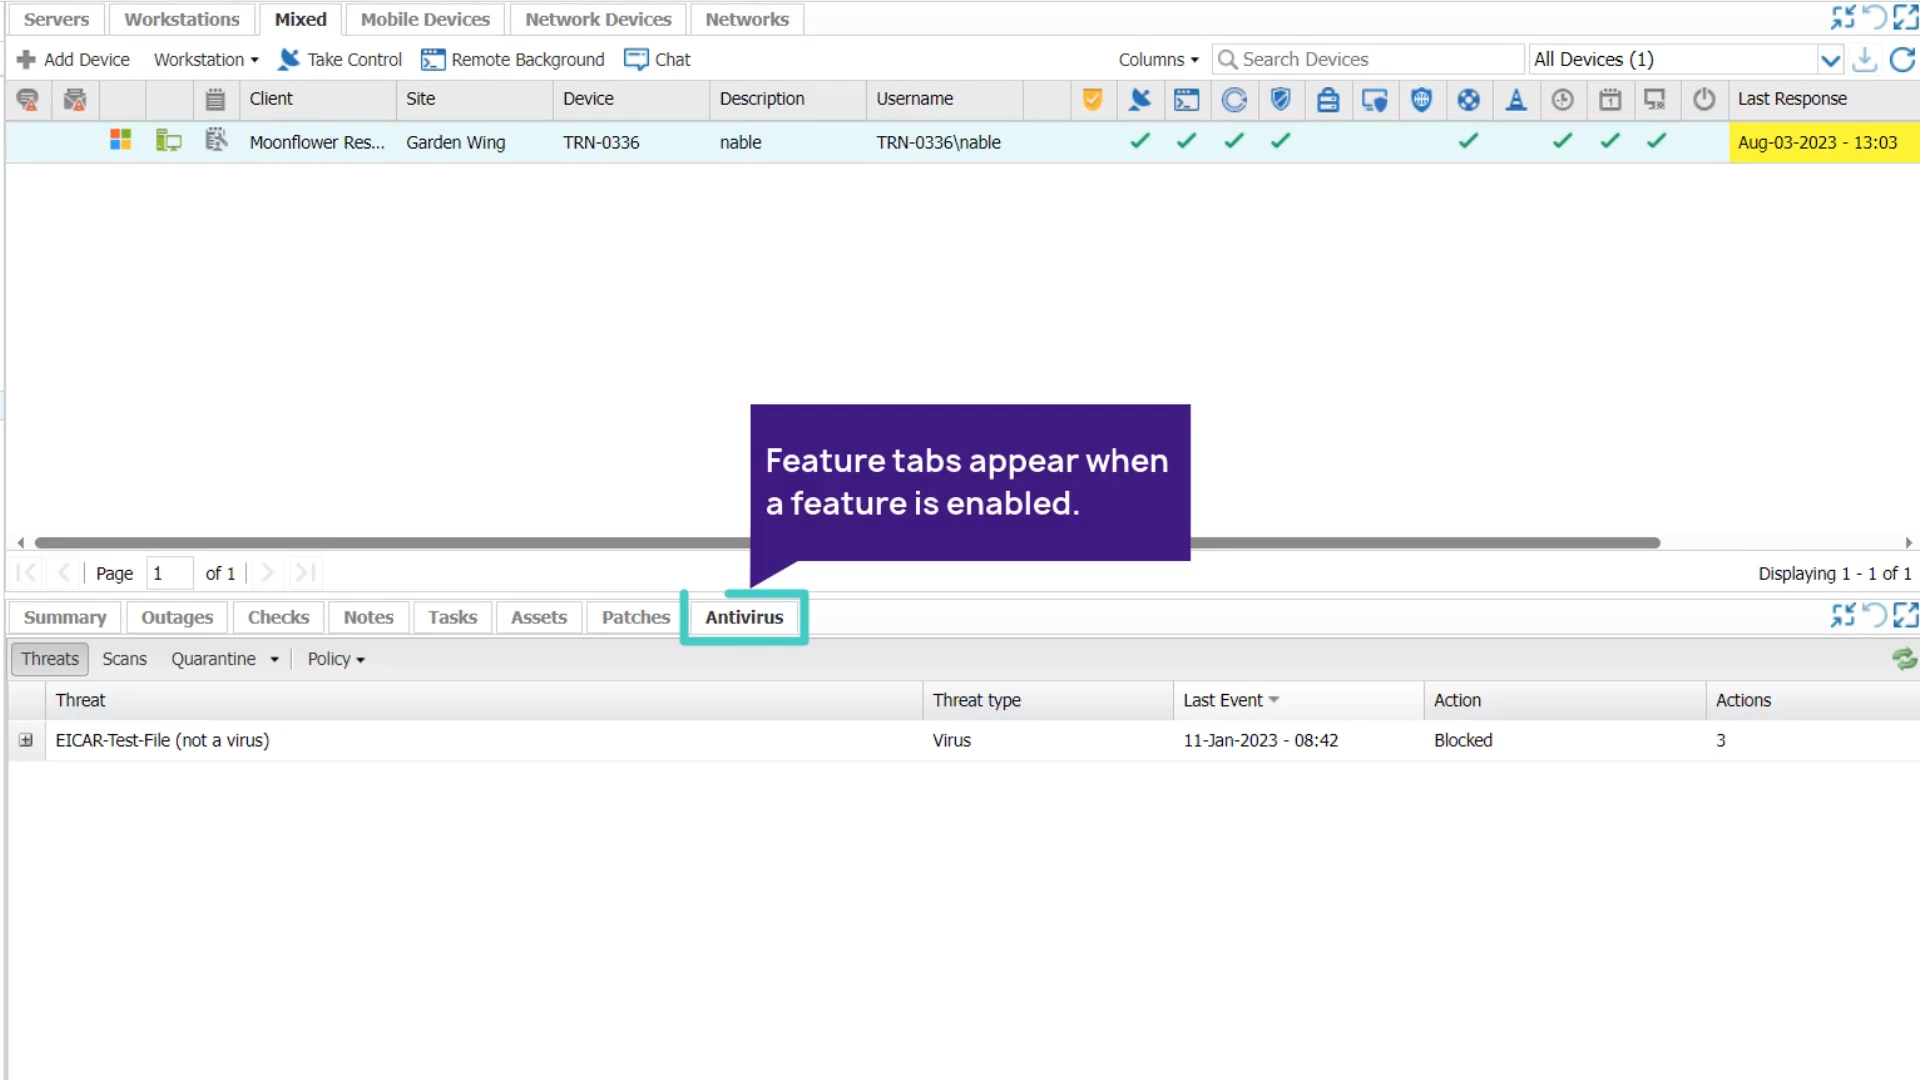 Servers Workstations Mixed Mobile Devices Network Devices Networks
Add Device Workstation Take Control Remote Background Chat Columns Search Devices All Devices (1)
Client Site Device Description Username Last Response
Moonflower Res... Garden Wing TRN-0336 nable TRN-0336\nable Aug-03-2023 - 13:03
Feature tabs appear when
a feature is enabled.
Page 1 of 1 Displaying 1 - 1 of 1
Summary Outages Checks Notes Tasks Assets Patches Antivirus
Threats Scans Quarantine Policy
Threat Threat type Last Event Action Actions
EICAR-Test-File (not a virus) Virus 11-Jan-2023 - 08:42 Blocked 3